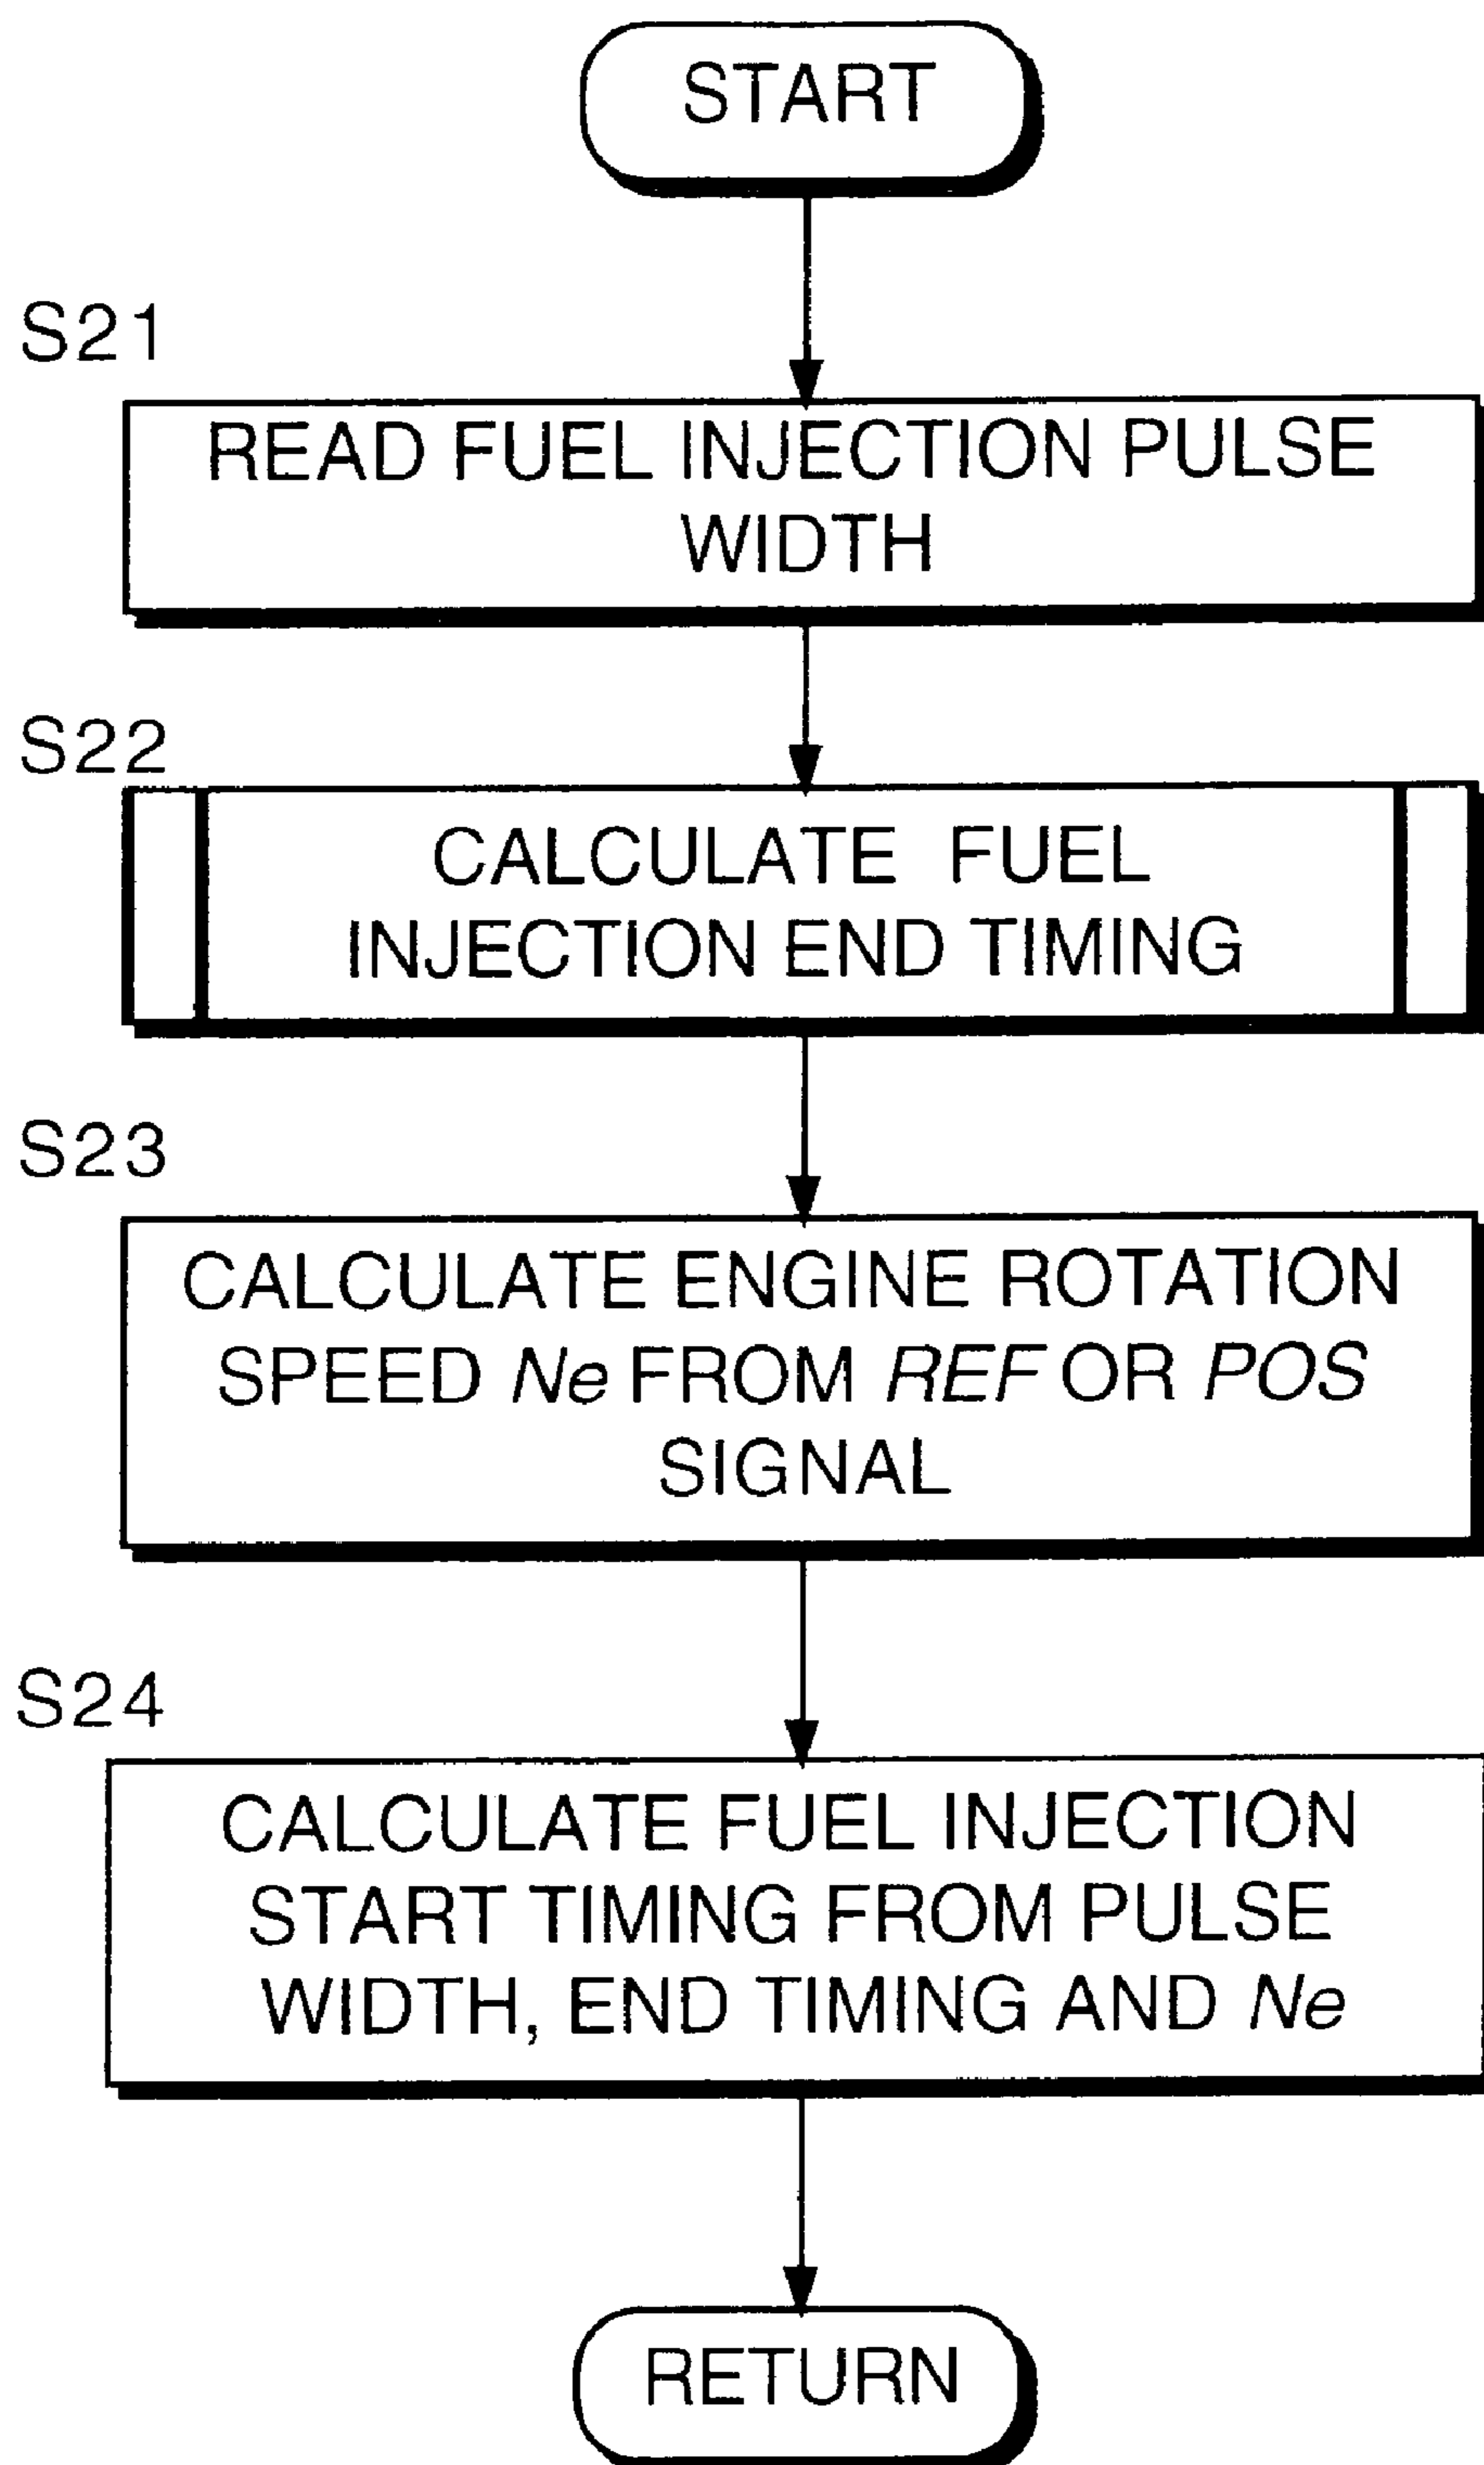 START
S21
READ FUEL INJECTION PULSE
WIDTH
S22
CALCULATE FUEL
INJECTION END TIMING
S23
CALCULATE ENGINE ROTATION
SPEED Ne FROM REF OR POS
SIGNAL
S24
CALCULATE FUEL INJECTION
START TIMING FROM PULSE
WIDTH, END TIMING AND Ne
RETURN